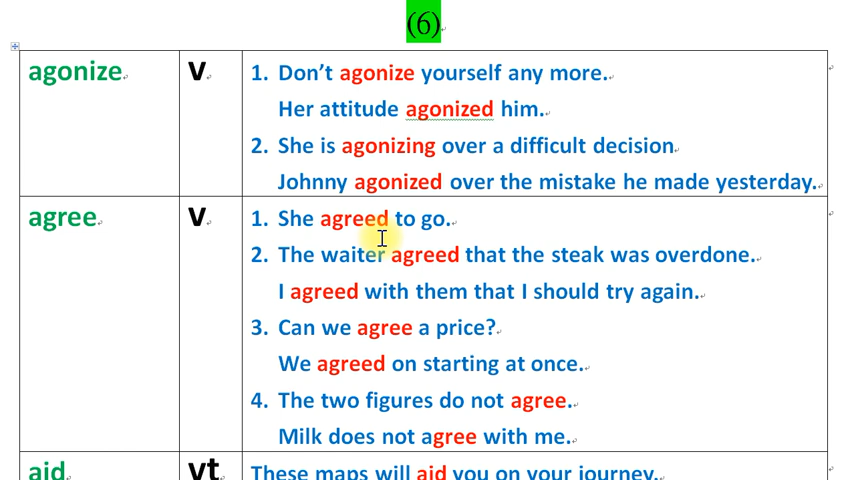 (6)
agonize
v
1. Don't agonize yourself any more.
Her attitude agonized him.
2. She is agonizing over a difficult decision
Johnny agonized over the mistake he made yesterday.
agree
v
1. She agreed to go.
2. The waiter agreed that the steak was overdone.
I agreed with them that I should try again.
3. Can we agree a price?
We agreed on starting at once.
4. The two figures do not agree.
Milk does not agree with me.
aid
vt
These maps will aid you on your journey.